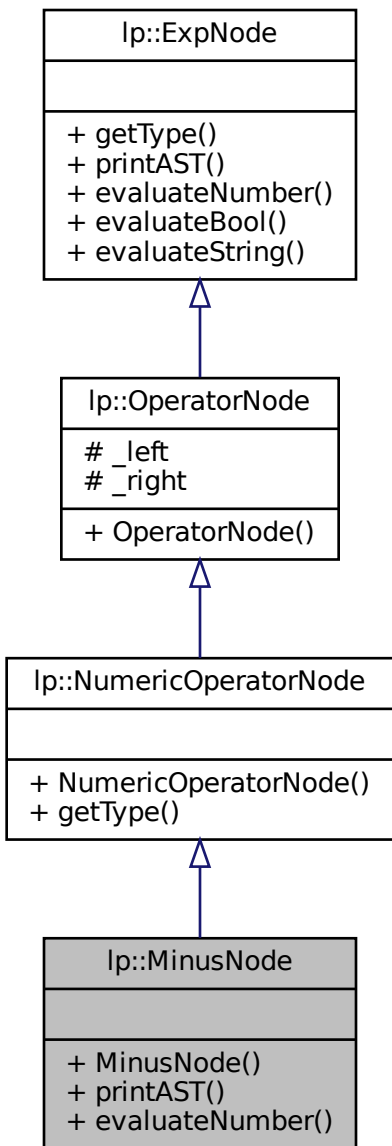 lp::ExpNode
+ getType()
+ printAST()
+ evaluateNumber()
+ evaluateBool()
+ evaluateString()
lp::OperatorNode
# _left
# _right
+ OperatorNode()
lp::NumericOperatorNode
+ NumericOperatorNode()
+ getType()
lp::MinusNode
+ MinusNode()
+ printAST()
+ evaluateNumber()